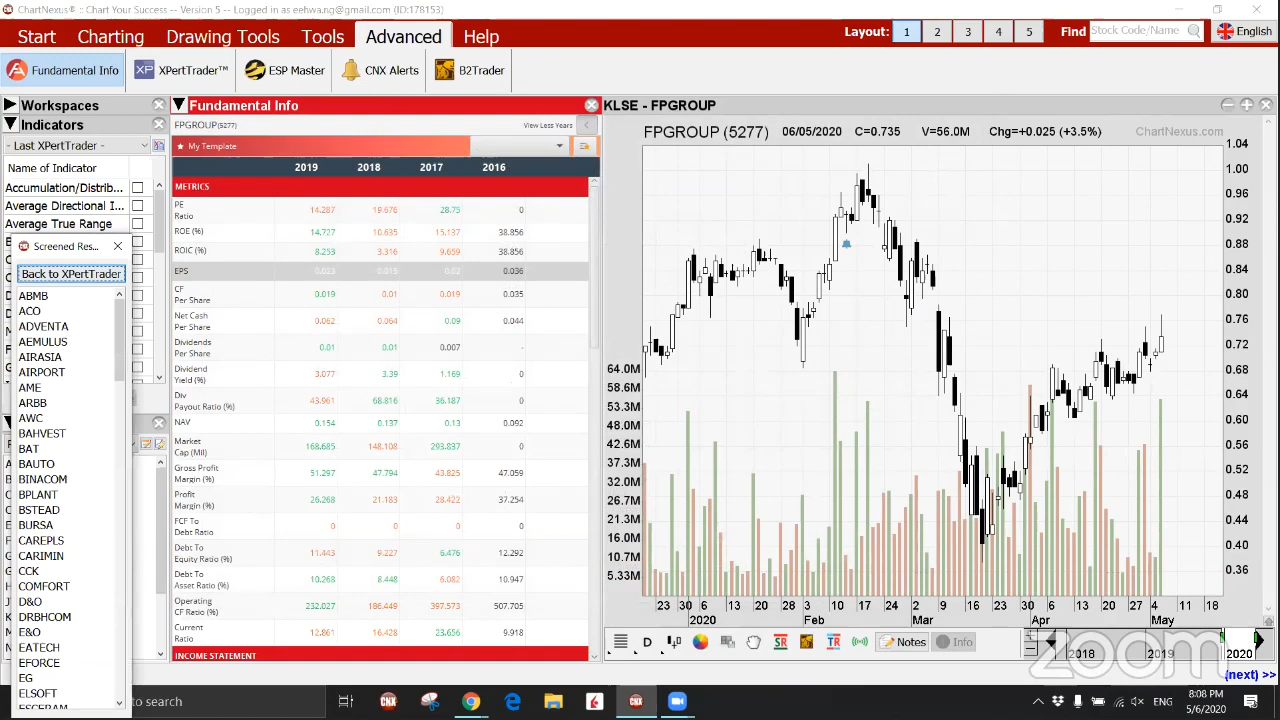 ChartNexus® :: Chart Your Success - Version 5 -- Logged in as eehwa.ng@gmail.com (ID:178153)
Start Charting Drawing Tools Tools Advanced Help
Layout: 1 2 3 4 5 Find Stock Code/Name English
Fundamental Info XPertTrader™ ESP Master CNX Alerts B2Trader
Workspaces
Indicators
- Last XPertTrader -
Name of Indicator
Accumulation/Distrib...
Average Directional I...
Average True Range
Screened Res...
Back to XPertTrader
ABMB
ACO
ADVENTA
AEMULUS
AIRASIA
AIRPORT
AME
ARBB
AWC
BAHVEST
BAT
BAUTO
BINACOM
BPLANT
BSTEAD
BURSA
CAREPLS
CARIMIN
CCK
COMFORT
D&O
DRBHCOM
E&O
EATECH
EFORCE
EG
ELSOFT
ESCERAM
Fundamental Info
FPGROUP(5277) View Less Years <
★ My Template
2019 2018 2017 2016
METRICS
PE
Ratio 14.287 19.676 28.75 0
ROE (%) 14.727 10.635 15.137 38.856
ROIC (%) 8.253 3.316 9.659 38.856
EPS 0.023 0.015 0.02 0.036
CF
Per Share 0.019 0.01 0.019 0.035
Net Cash
Per Share 0.062 0.064 0.09 0.044
Dividends
Per Share 0.01 0.01 0.007 -
Dividend
Yield (%) 3.077 3.39 1.169 0
Div
Payout Ratio (%) 43.961 68.816 36.187 0
NAV 0.154 0.137 0.13 0.092
Market
Cap (Mil) 168.685 148.108 293.837 0
Gross Profit
Margin (%) 51.297 47.794 43.825 47.059
Profit
Margin (%) 26.268 21.183 28.422 37.254
FCF To
Debt Ratio 0 0 0 0
Debt To
Equity Ratio (%) 11.443 9.227 6.476 12.292
Debt To
Asset Ratio (%) 10.268 8.448 6.082 10.947
Operating
CF Ratio (%) 232.027 186.449 397.573 507.705
Current
Ratio 12.861 16.428 23.656 9.918
INCOME STATEMENT
KLSE - FPGROUP
FPGROUP (5277) 06/05/2020 C=0.735 V=56.0M Chg=+0.025 (+3.5%) ChartNexus.com
1.04
1.00
0.96
0.92
0.88
0.84
0.80
0.76
0.72
0.68
0.64
0.60
0.56
0.52
0.48
0.44
0.40
0.36
64.0M
58.6M
53.3M
48.0M
42.6M
37.3M
32.0M
26.7M
21.3M
16.0M
10.7M
5.33M
23 30 6 13 20 28 3 10 17 24 2 9 16 23 30 6 13 20 27 4 11 18
2020 Feb Mar Apr May
D SR TR Notes Info
2018 2019 2020
zoom
(next) >>
to search
ENG
8:08 PM
5/6/2020